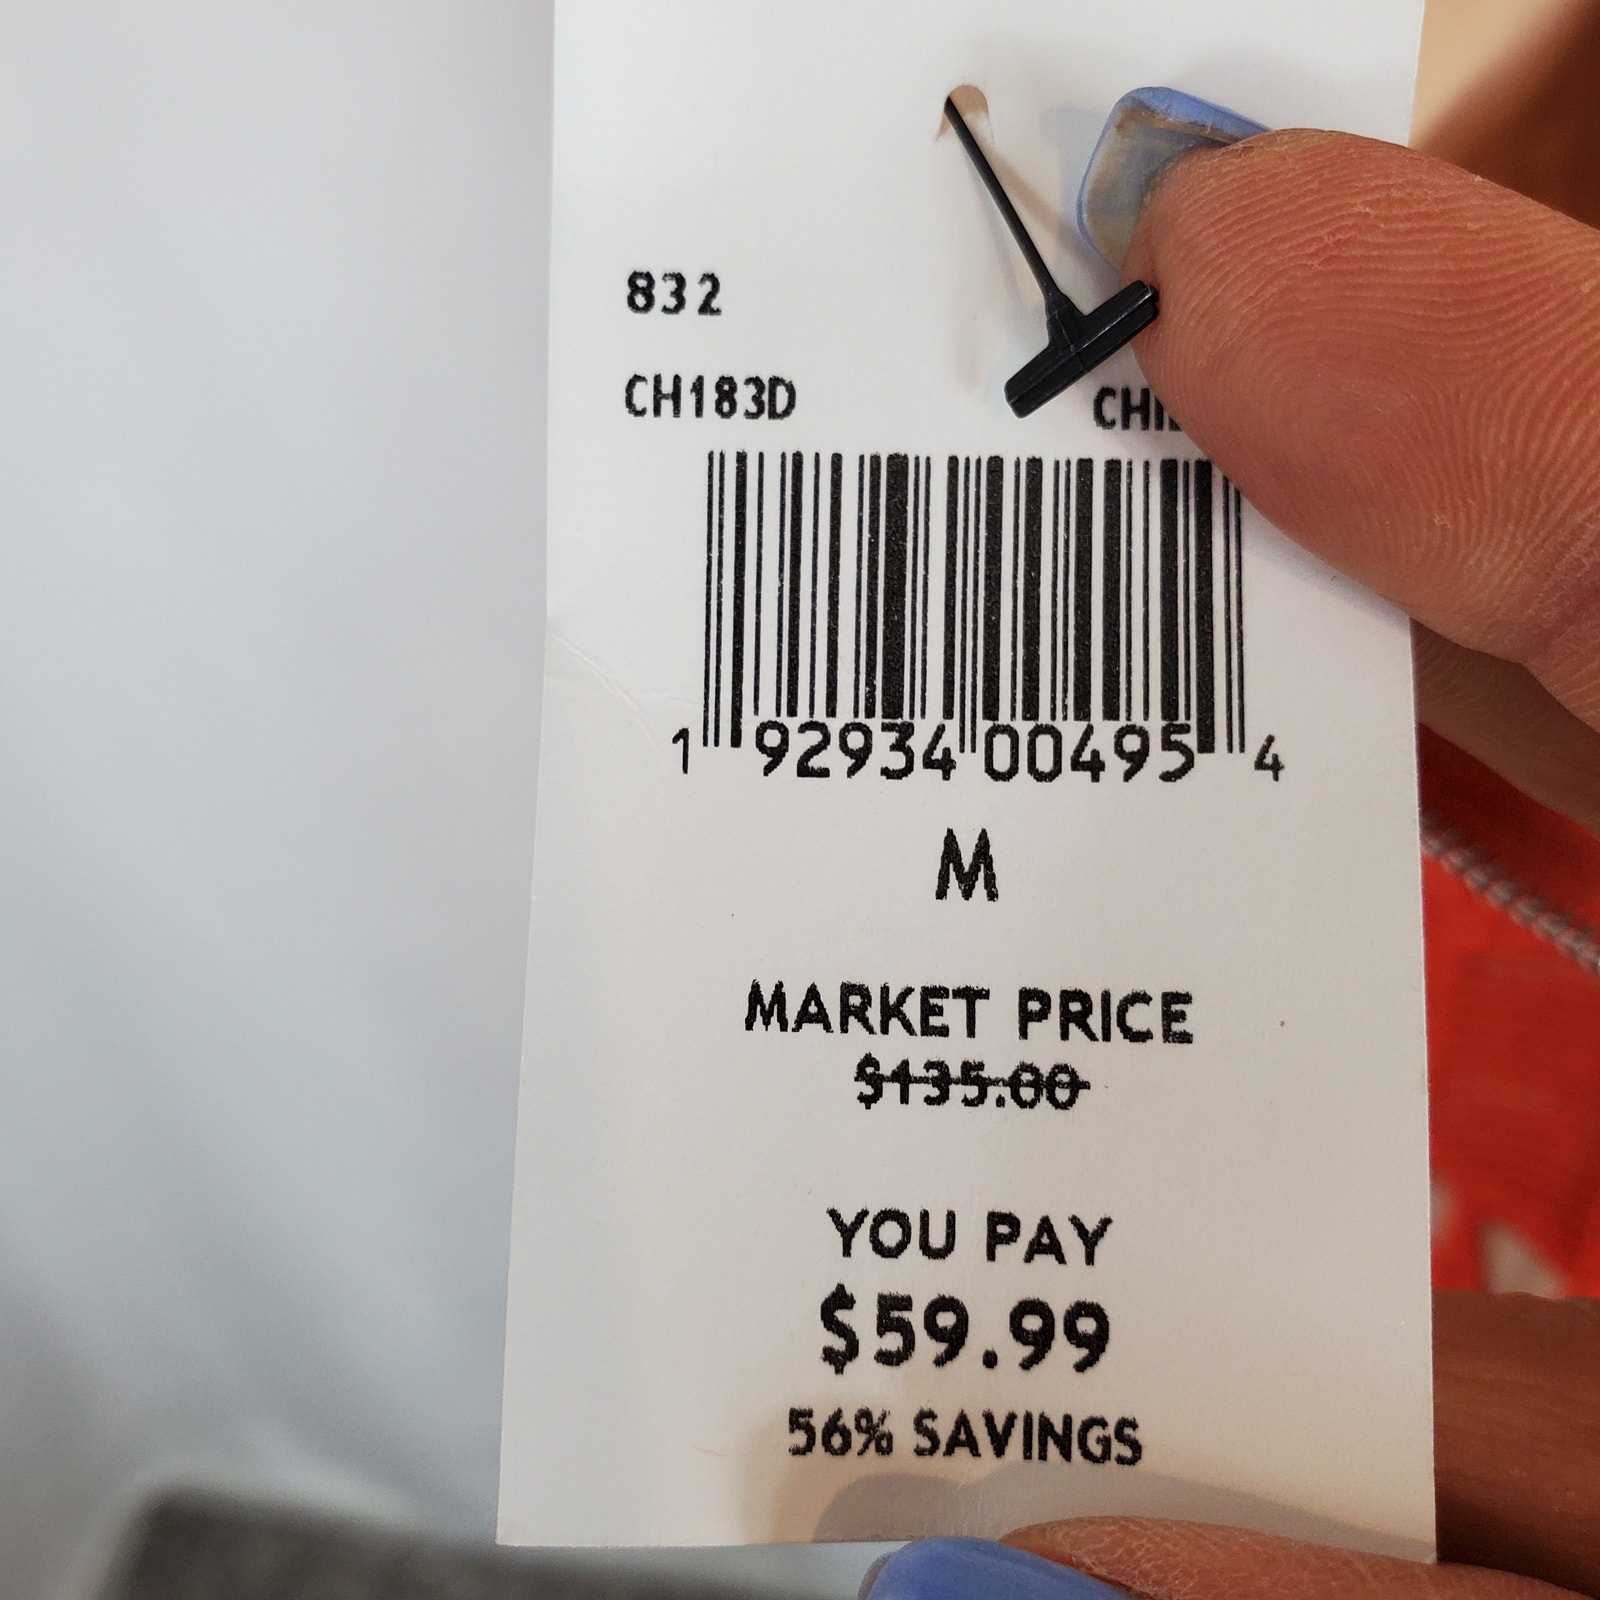 832
CH183D
1 92934 00495 4
M
MARKET PRICE
$135.00
YOU PAY
$59.99
56% SAVINGS